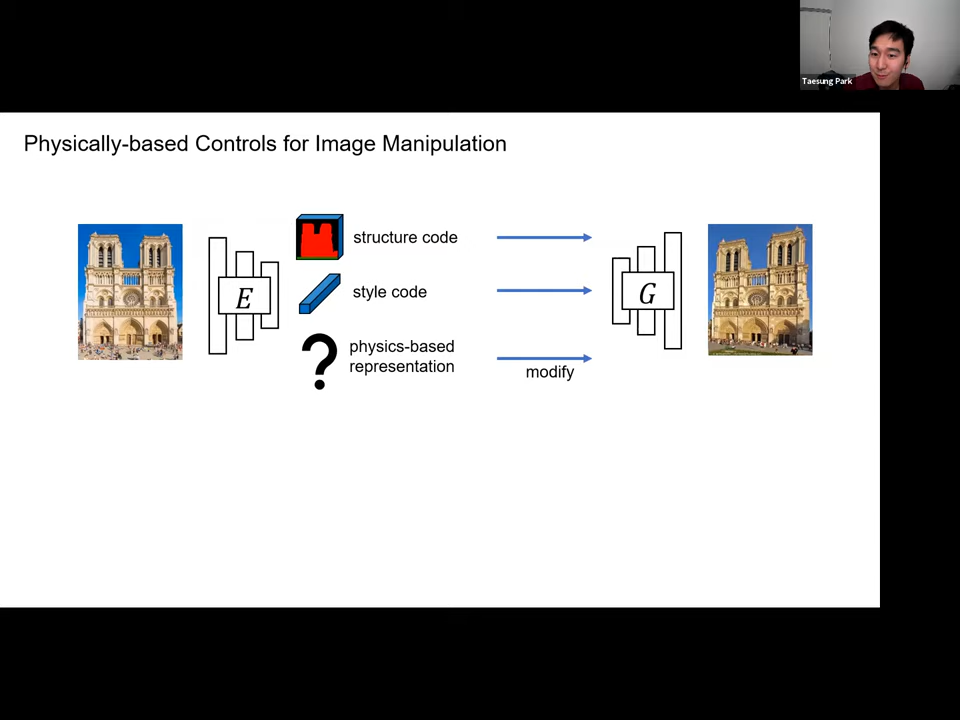 Taesung Park
Physically-based Controls for Image Manipulation
structure code
style code
physics-based
representation
modify
E
G
?